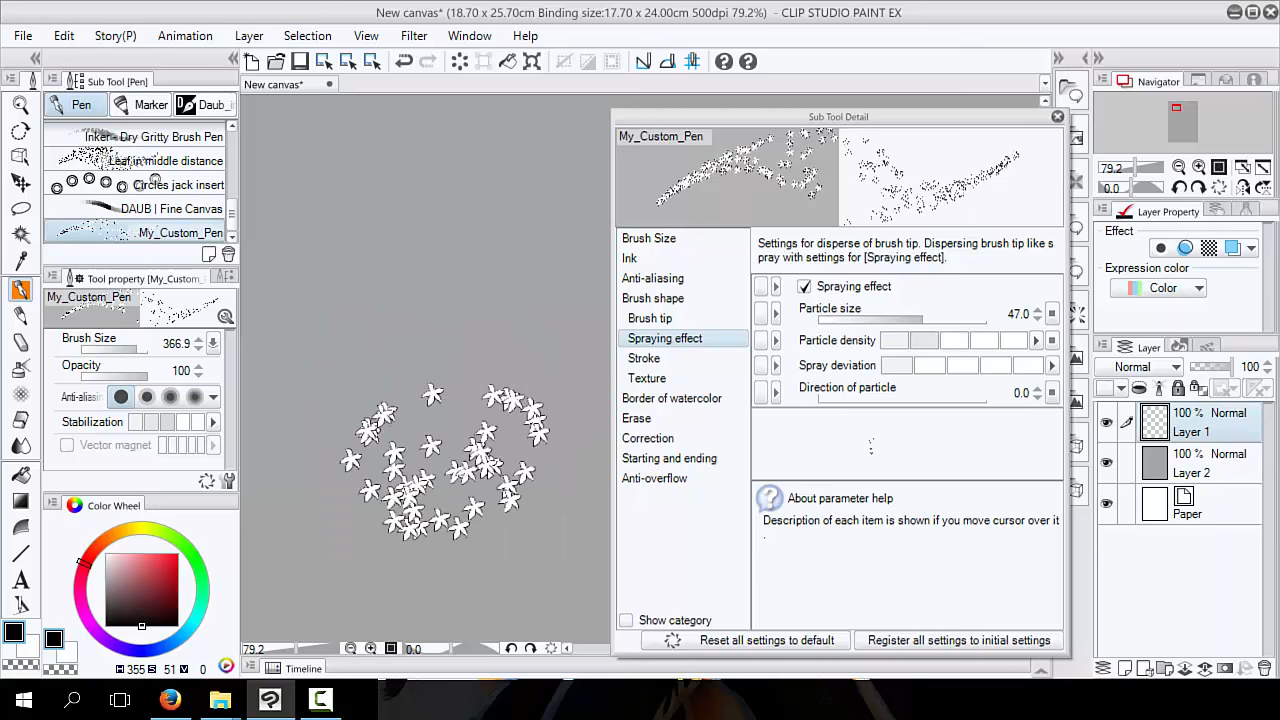 New canvas* (18.70 x 25.70cm Binding size:17.70 x 24.00cm 500dpi 79.2%) - CLIP STUDIO PAINT EX
File Edit Story(P) Animation Layer Selection View Filter Window Help
Sub Tool [Pen]
New canvas*
Navigator
Pen Marker Daub_i
Inker - Dry Gritty Brush Pen
Leaf in middle distance
Circles jack insert
DAUB | Fine Canvas
My_Custom_Pen
Tool property [My_Custom_
My_Custom_Pen
Brush Size 366.9
Opacity 100
Anti-aliasin
Stabilization
Vector magnet
Color Wheel
355 S 51 V 0
79.2 0.0
Timeline
Sub Tool Detail
My_Custom_Pen
Brush Size
Ink
Anti-aliasing
Brush shape
Brush tip
Spraying effect
Stroke
Texture
Border of watercolor
Erase
Correction
Starting and ending
Anti-overflow
Show category
Settings for disperse of brush tip. Dispersing brush tip like s
pray with settings for [Spraying effect].
Spraying effect
Particle size 47.0
Particle density
Spray deviation
Direction of particle 0.0
About parameter help
Description of each item is shown if you move cursor over it
.
Reset all settings to default Register all settings to initial settings
79.2
0.0
Layer Property
Effect
Expression color
Color
Layer
Normal 100
100 % Normal
Layer 1
100 % Normal
Layer 2
Paper